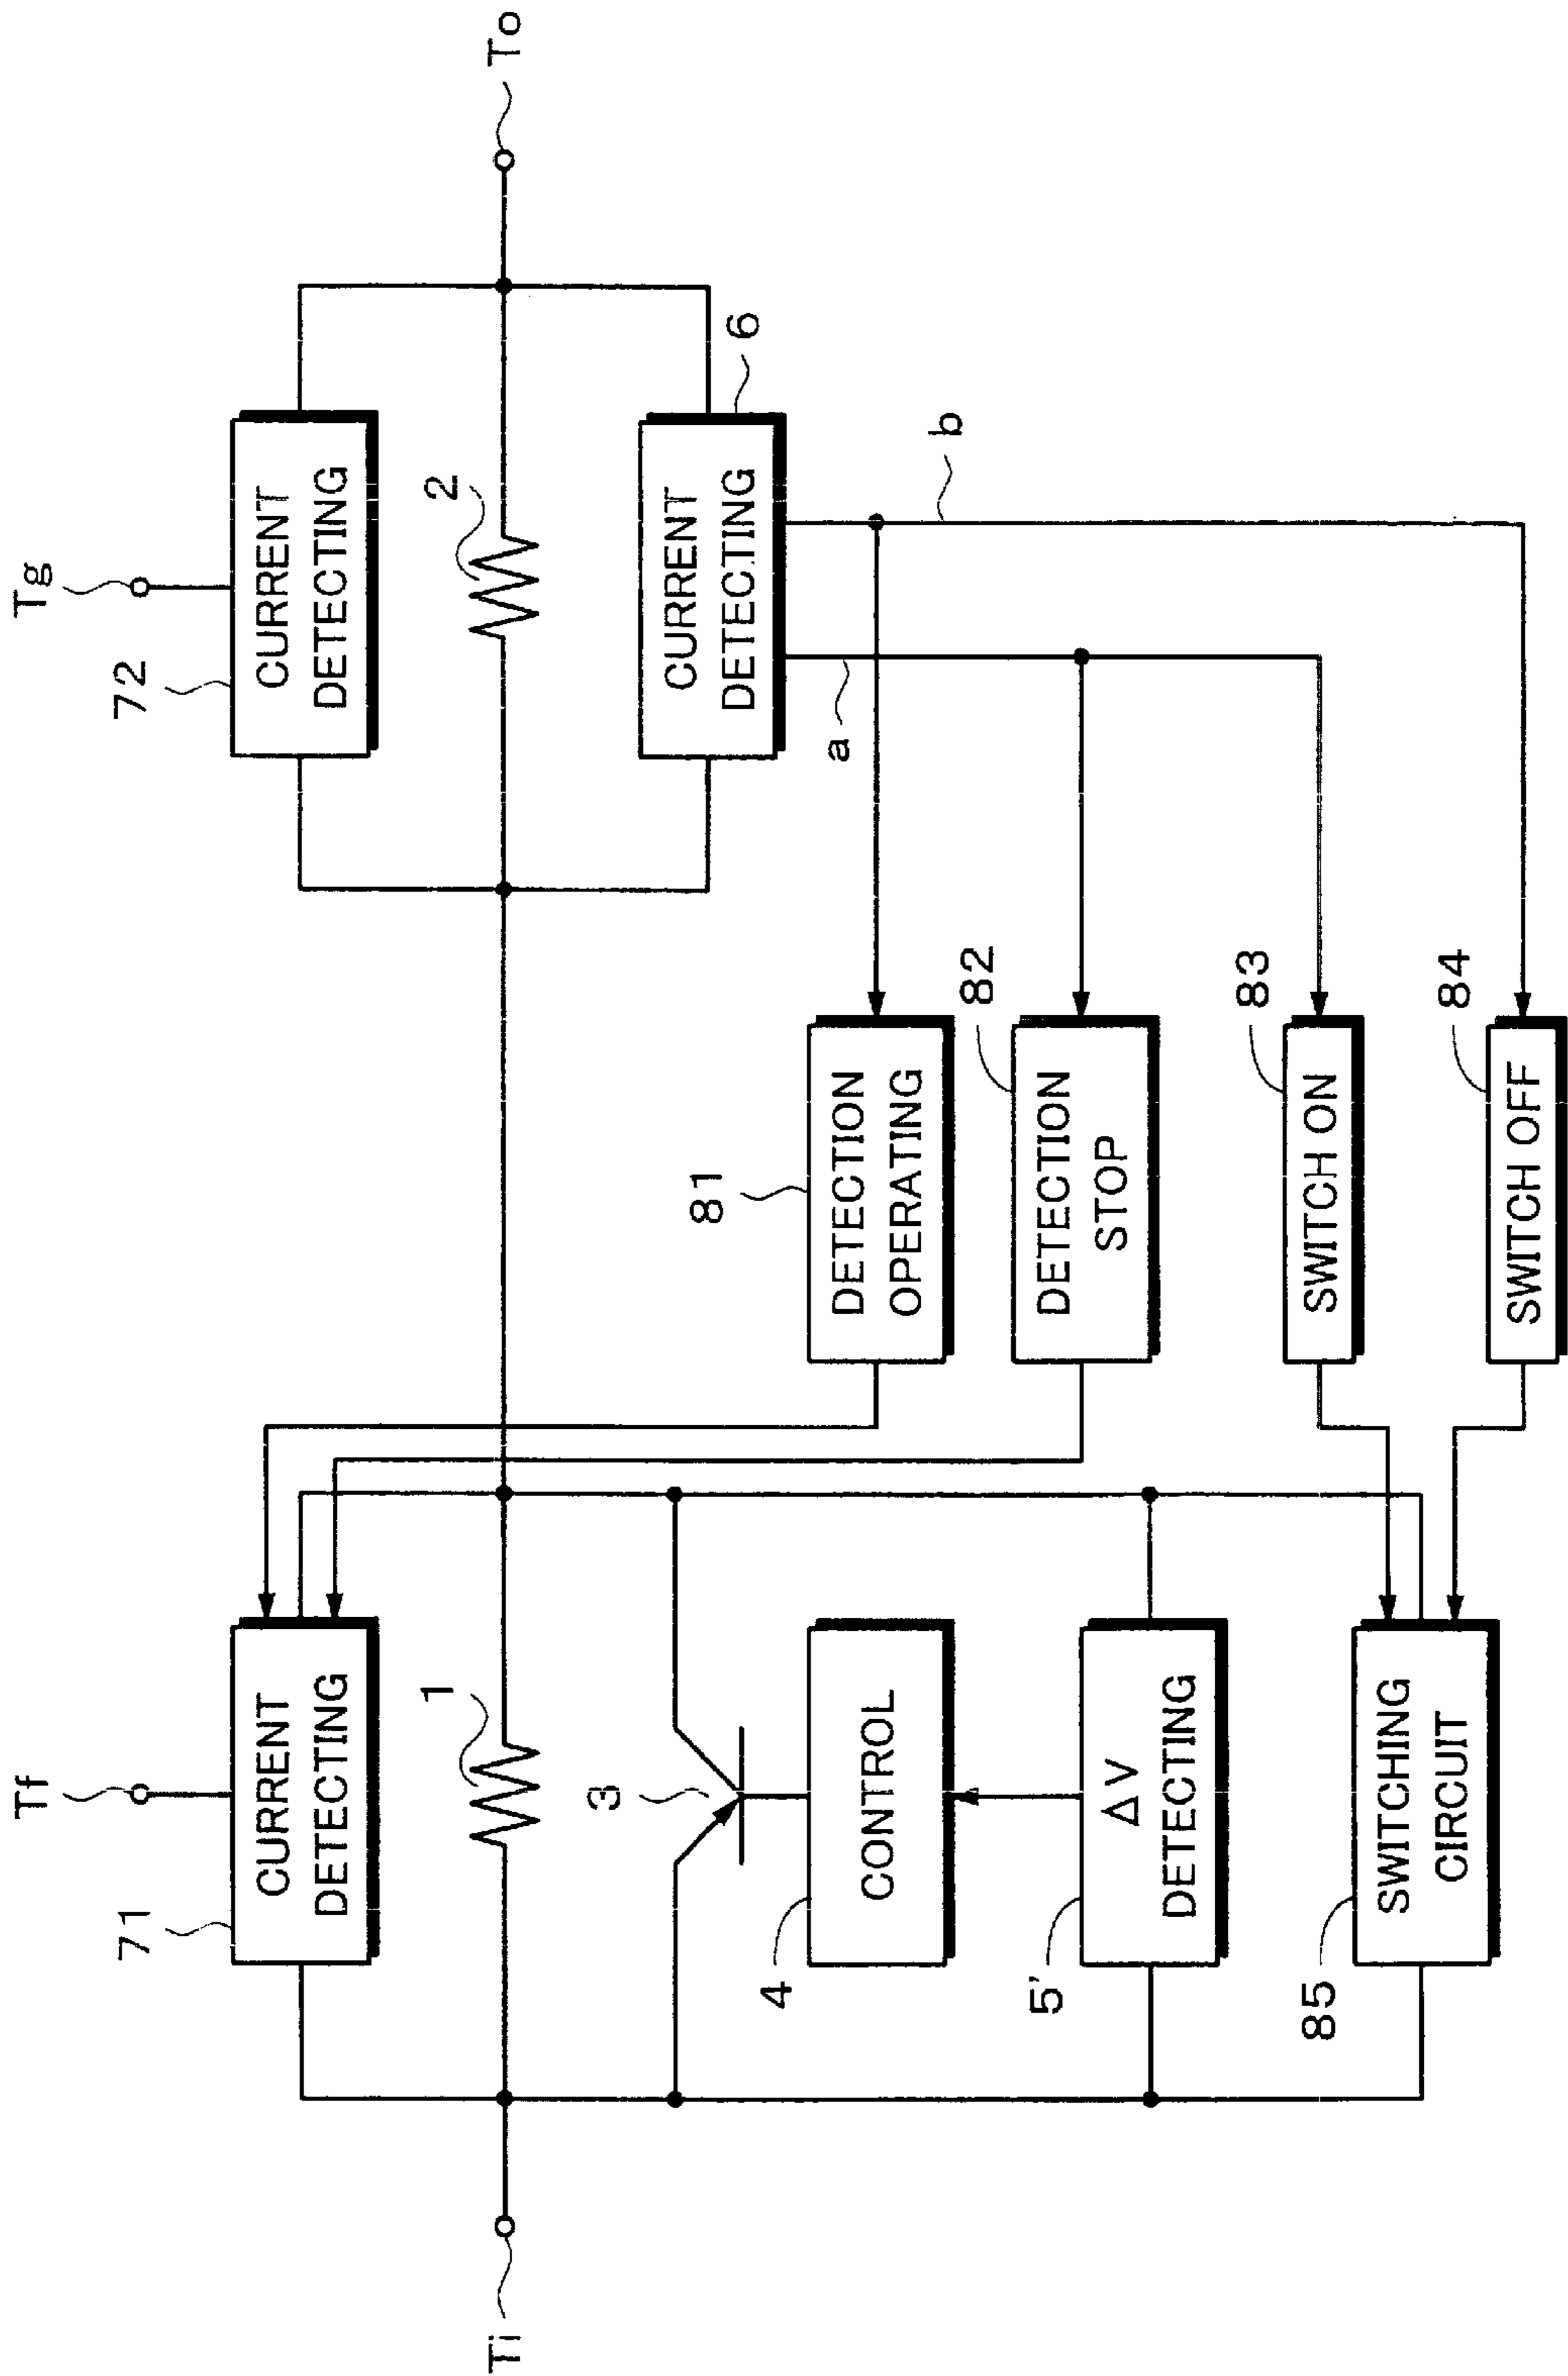 Tf
Tg
71
CURRENT
DETECTING
72
CURRENT
DETECTING
1
2
Ti
To
3
CURRENT
DETECTING
6
4
CONTROL
81
DETECTION
OPERATING
a
b
5'
ΔV
DETECTING
DETECTION
STOP
82
85
SWITCHING
CIRCUIT
SWITCH ON
83
SWITCH OFF
84